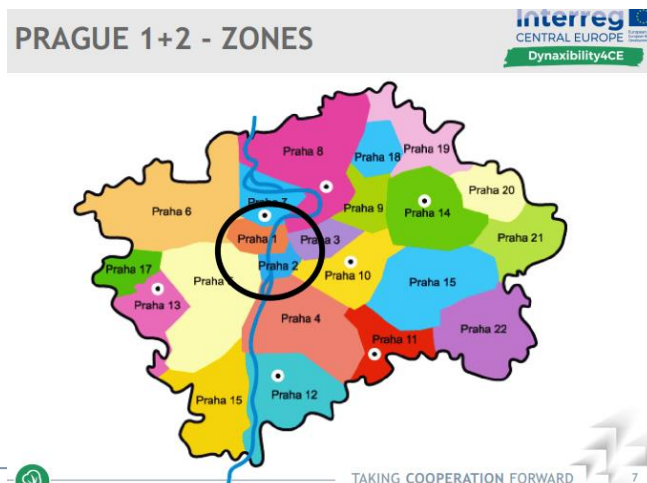 PRAGUE 1+2 - ZONES
Interreg
CENTRAL EUROPE
Dynaxibility4CE
Praha 8
Praha 18
Praha 19
Praha 6
Praha 7
Praha 9
Praha 14
Praha 20
Praha 1
Praha 3
Praha 21
Praha 17
Praha 2
Praha 10
Praha 15
Praha 13
Praha 4
Praha 11
Praha 22
Praha 15
Praha 12
TAKING COOPERATION FORWARD
7